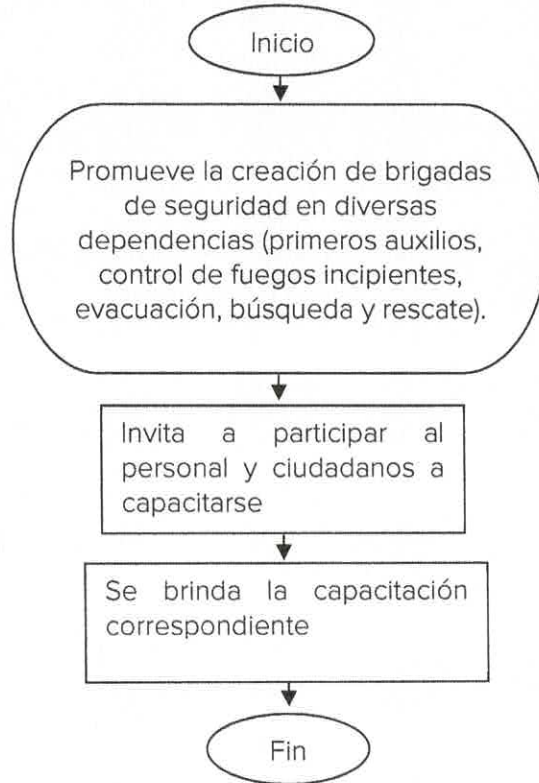 Inicio
Promueve la creación de brigadas
de seguridad en diversas
dependencias (primeros auxilios,
control de fuegos incipientes,
evacuación, búsqueda y rescate).
Invita a participar al
personal y ciudadanos a
capacitarse
Se brinda la capacitación
correspondiente
Fin